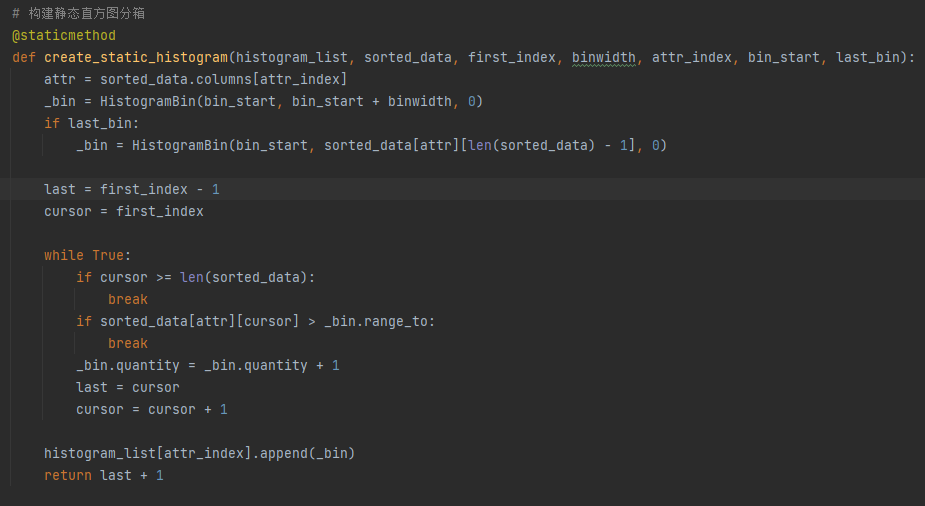 # 构建静态直方图分箱
@staticmethod
def create_static_histogram(histogram_list, sorted_data, first_index, binwidth, attr_index, bin_start, last_bin):
    attr = sorted_data.columns[attr_index]
    _bin = HistogramBin(bin_start, bin_start + binwidth, 0)
    if last_bin:
        _bin = HistogramBin(bin_start, sorted_data[attr][len(sorted_data) - 1], 0)
    last = first_index - 1
    cursor = first_index
    while True:
        if cursor >= len(sorted_data):
            break
        if sorted_data[attr][cursor] > _bin.range_to:
            break
        _bin.quantity = _bin.quantity + 1
        last = cursor
        cursor = cursor + 1
    histogram_list[attr_index].append(_bin)
    return last + 1